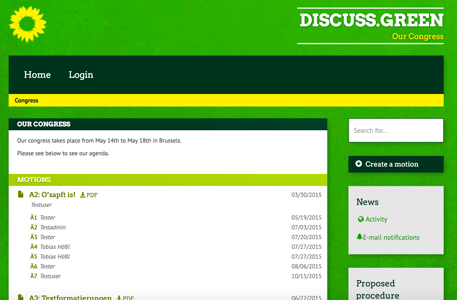 DISCUSS.GREEN
Our Congress
Home Login
Congress
OUR CONGRESS
Our congress takes place from May 14th to May 18th in Brussels.
Please see below to see our agenda.
MOTIONS
A2: O'zapft is! PDF 03/30/2015
Testuser
Ä1 Tester 05/19/2015
Ä2 Testadmin 07/03/2015
Ä3 Tester 07/20/2015
Ä4 Tobias Hößl 07/27/2015
Ä5 Tobias Hößl 07/27/2015
Ä6 Tester 08/06/2015
Ä7 Testuser 10/15/2015
A3: Textformatierungen PDF 06/22/2015
Search for...
Create a motion
News
Activity
E-mail notifications
Proposed
procedure